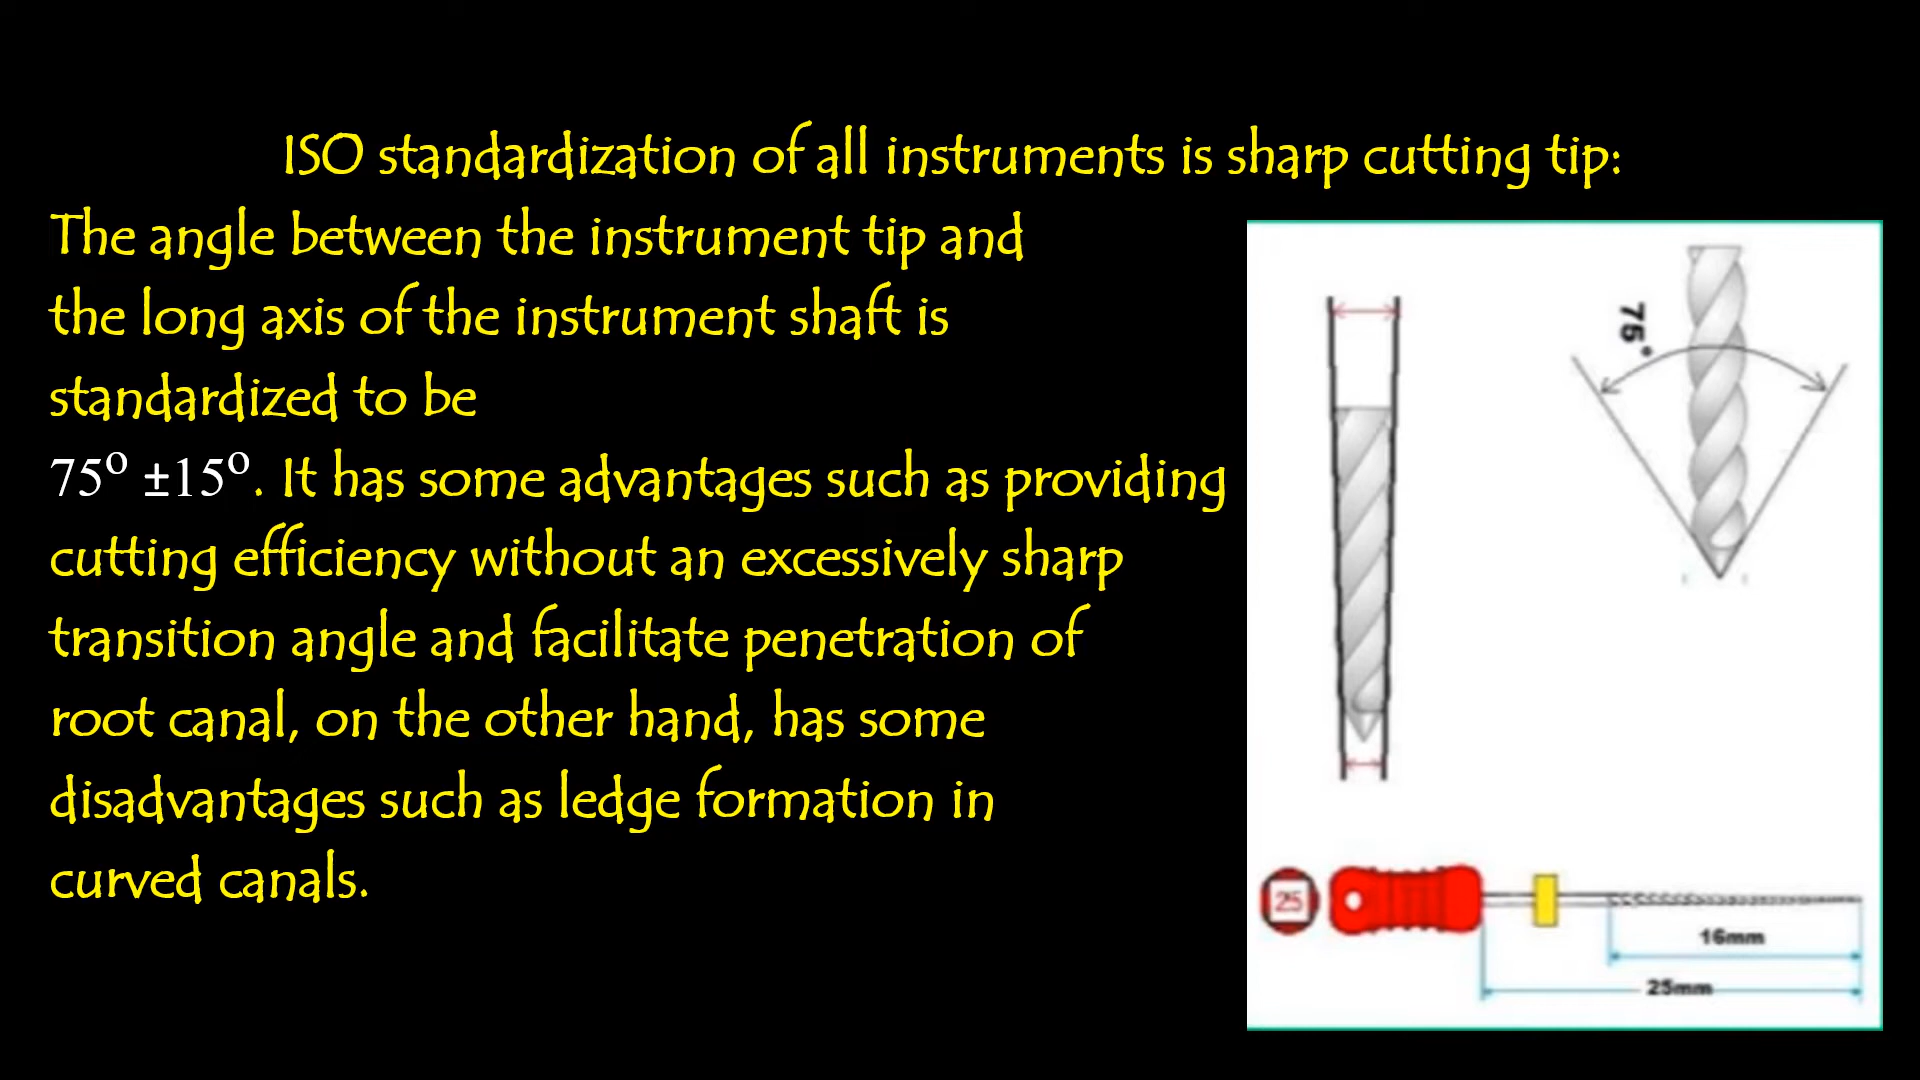 ISO standardization of all instruments is sharp cutting tip:
The angle between the instrument tip and
the long axis of the instrument shaft is
standardized to be
75º ±15º. It has some advantages such as providing
cutting efficiency without an excessively sharp
transition angle and facilitate penetration of
root canal, on the other hand, has some
disadvantages such as ledge formation in
curved canals.
75°
25
16mm
25mm